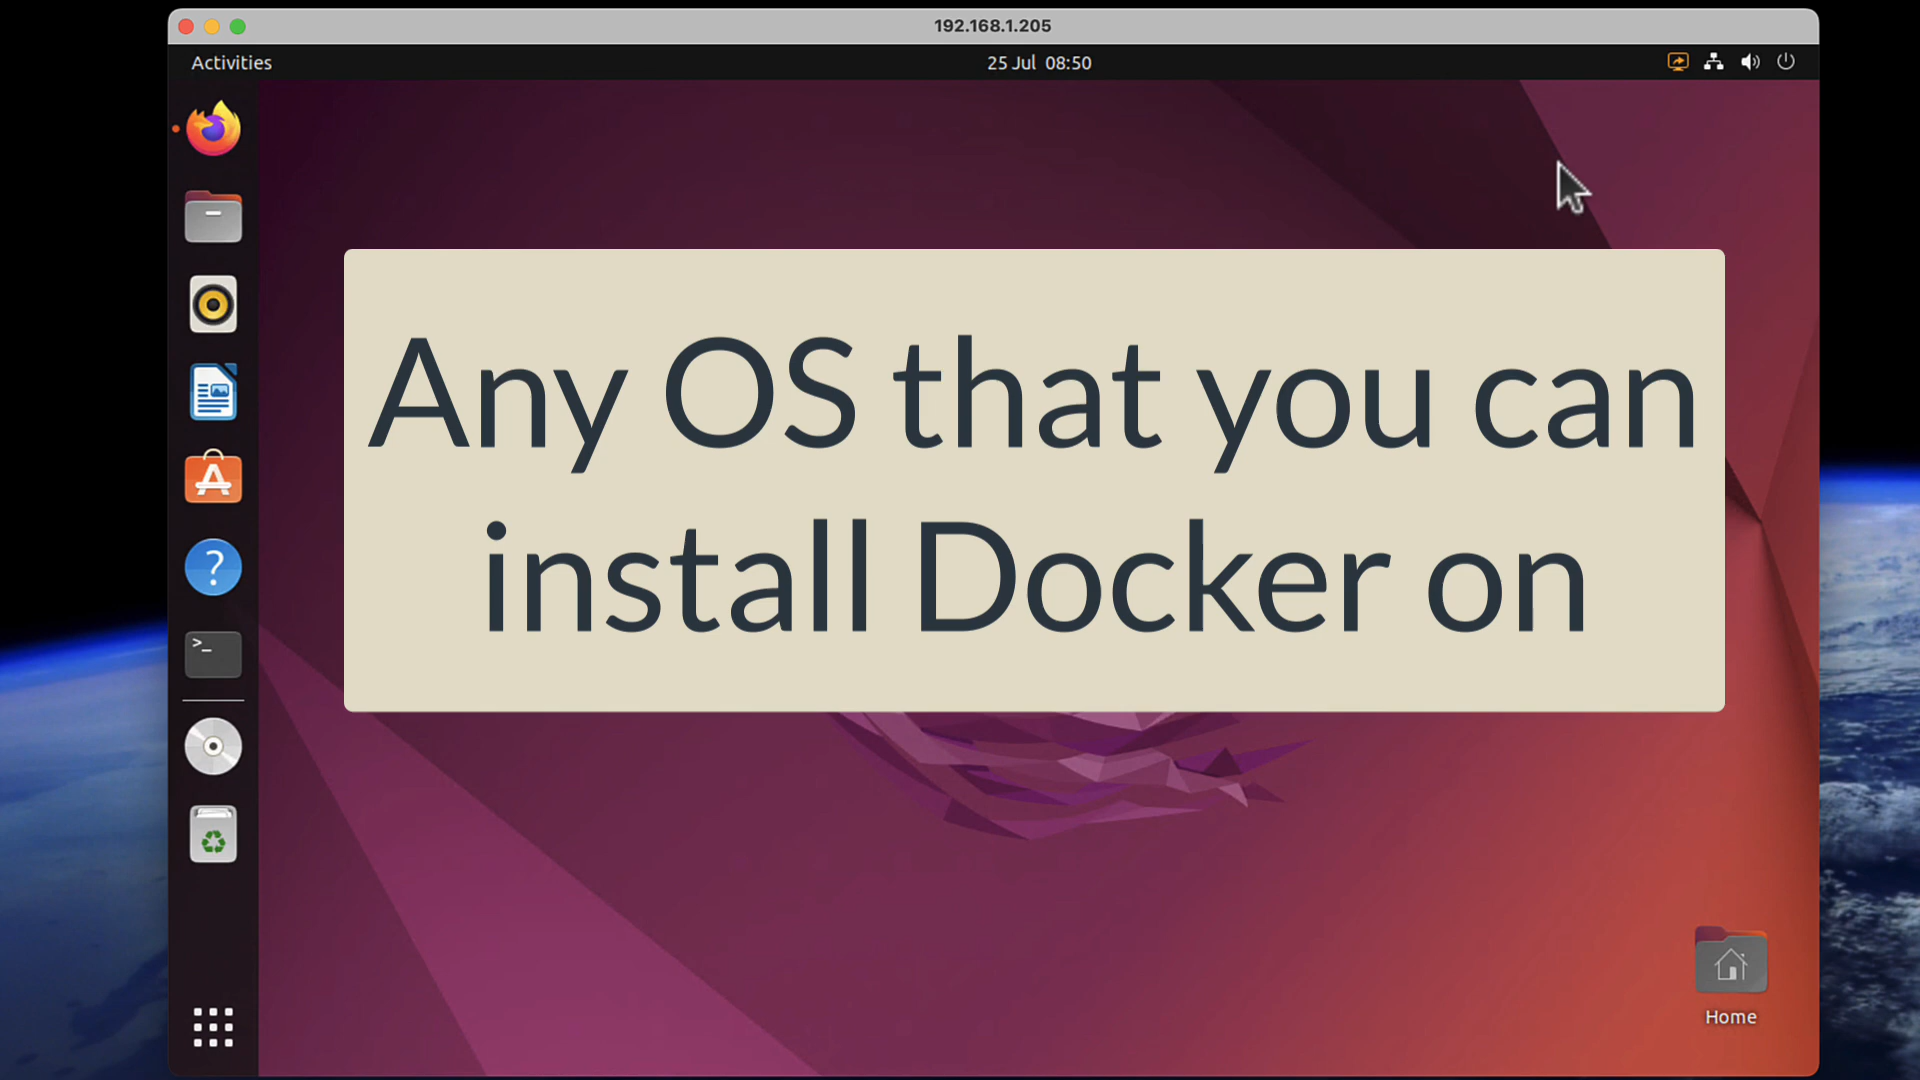 192.168.1.205
Activities
25 Jul 08:50
Any OS that you can
install Docker on
Home